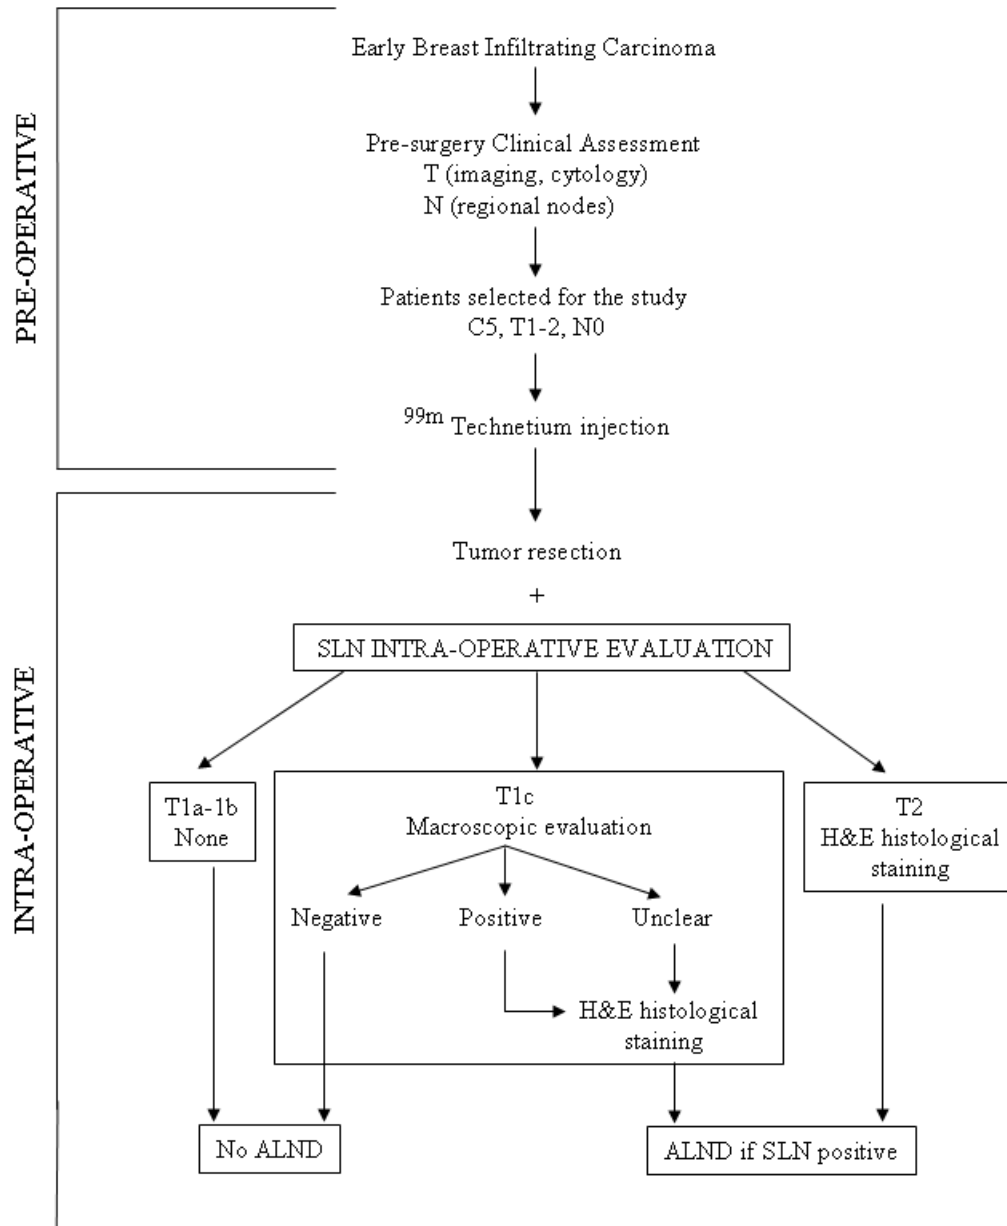 PRE-OPERATIVE
Early Breast Infiltrating Carcinoma
Pre-surgery Clinical Assessment
T (imaging, cytology)
N (regional nodes)
Patients selected for the study
C5, T1-2, N0
99m Technetium injection
INTRA-OPERATIVE
Tumor resection
+
SLN INTRA-OPERATIVE EVALUATION
T1a-1b
None
T1c
Macroscopic evaluation
Negative
Positive
Unclear
H&E histological
staining
T2
H&E histological
staining
No ALND
ALND if SLN positive